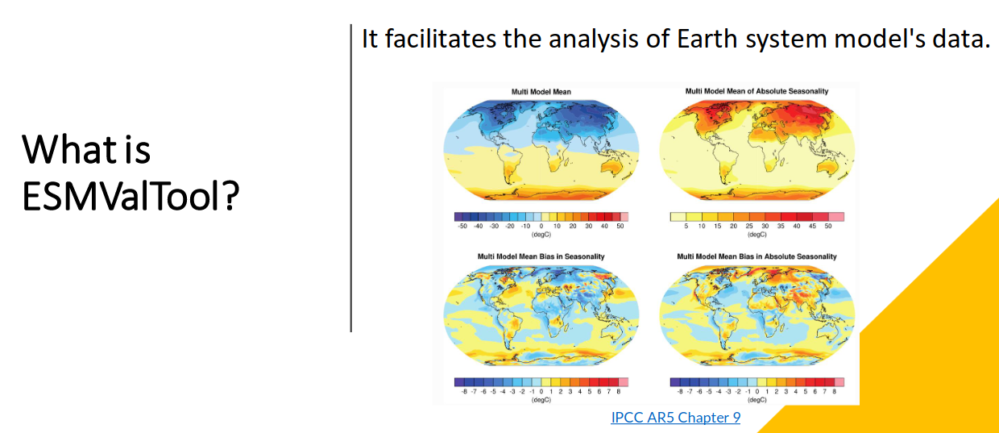 What is
ESMValTool?
It facilitates the analysis of Earth system model's data.
Multi Model Mean
-50 -40 -30 -20 -10 0 10 20 30 40 50
(degC)
Multi Model Mean of Absolute Seasonality
5 10 15 20 25 30 35 40 45 50
(degC)
Multi Model Mean Bias in Seasonality
-8 -7 -6 -5 -4 -3 -2 -1 0 1 2 3 4 5 6 7 8
(degC)
Multi Model Mean Bias in Absolute Seasonality
-8 -7 -6 -5 -4 -3 -2 -1 0 1 2 3 4 5 6 7 8
(degC)
IPCC AR5 Chapter 9